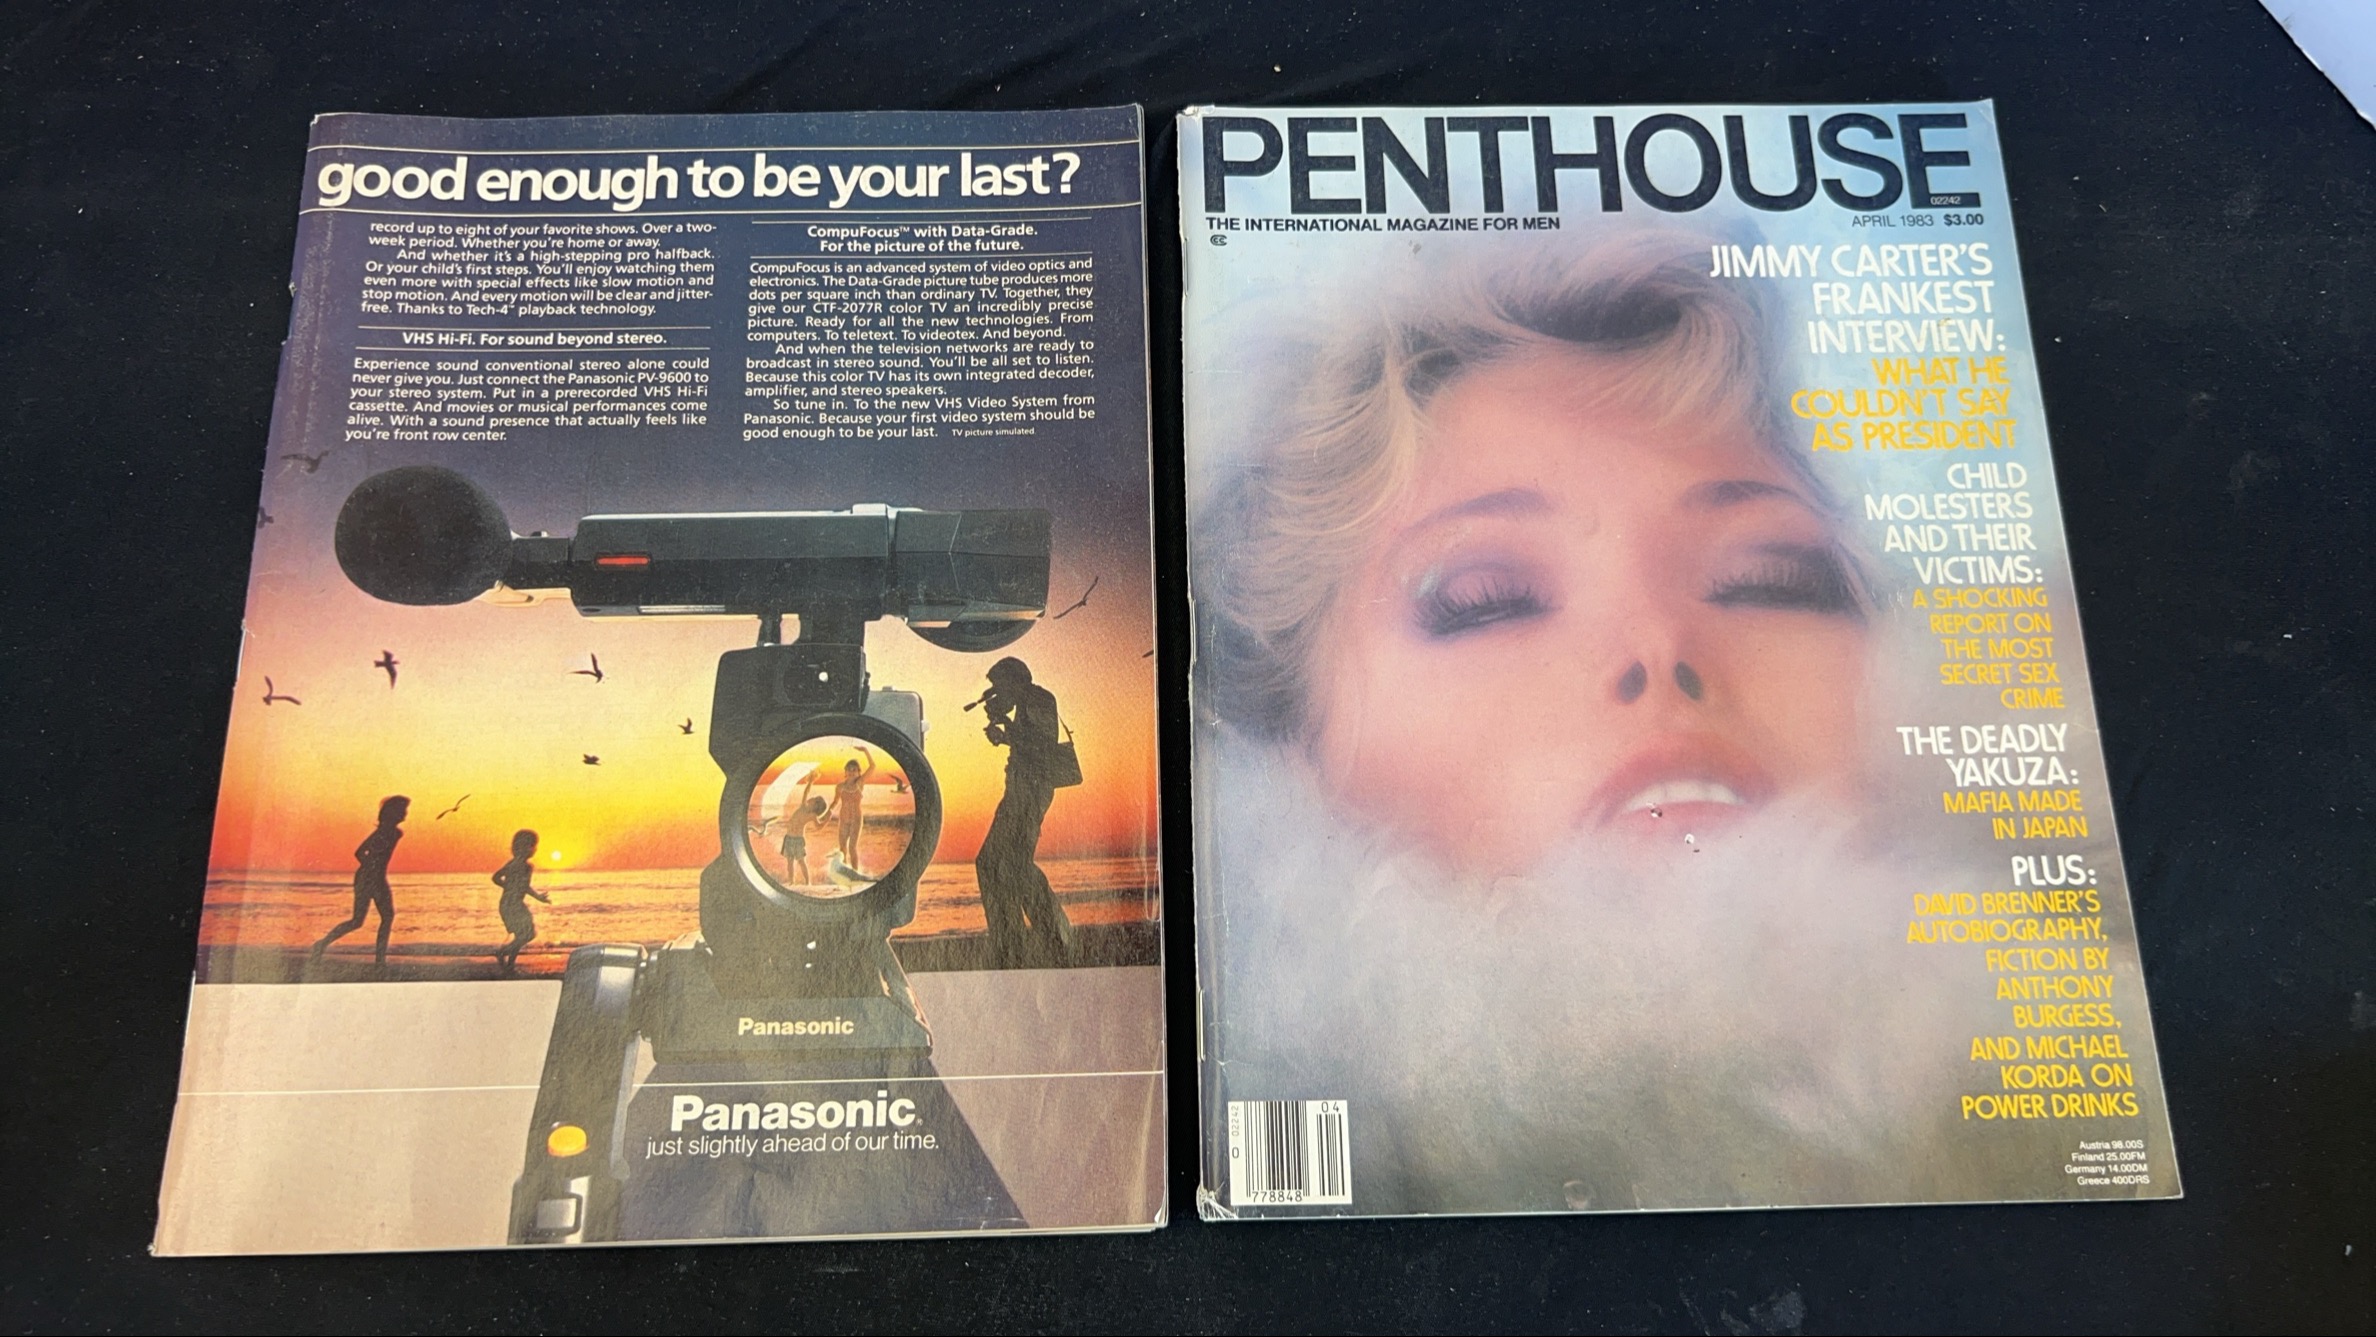 good enough to be your last?
record up to eight of your favorite shows. Over a two-
week period. Whether you're home or away.
And whether it's a high-stepping pro halfback.
Or your child's first steps. You'll enjoy watching them
even more with special effects like slow motion and
stop motion. And every motion will be clear and jitter-
free. Thanks to Tech-4™ playback technology.
VHS Hi-Fi. For sound beyond stereo.
Experience sound conventional stereo alone could
never give you. Just connect the Panasonic PV-9600 to
your stereo system. Put in a prerecorded VHS Hi-Fi
cassette. And movies or musical performances come
alive. With a sound presence that actually feels like
you're front row center.
CompuFocus™ with Data-Grade.
For the picture of the future.
CompuFocus is an advanced system of video optics and
electronics. The Data-Grade picture tube produces more
dots per square inch than ordinary TV. Together, they
give our CTF-2077R color TV an incredibly precise
picture. Ready for all the new technologies. From
computers. To teletext. To videotex. And beyond.
And when the television networks are ready to
broadcast in stereo sound. You'll be all set to listen.
Because this color TV has its own integrated decoder,
amplifier, and stereo speakers.
So tune in. To the new VHS Video System from
Panasonic. Because your first video system should be
good enough to be your last. TV picture simulated.
Panasonic
Panasonic®
just slightly ahead of our time.
PENTHOUSE
02242
THE INTERNATIONAL MAGAZINE FOR MEN
APRIL 1983 $3.00
JIMMY CARTER'S
FRANKEST
INTERVIEW:
WHAT HE
COULDN'T SAY
AS PRESIDENT
CHILD
MOLESTERS
AND THEIR
VICTIMS:
A SHOCKING
REPORT ON
THE MOST
SECRET SEX
CRIME
THE DEADLY
YAKUZA:
MAFIA MADE
IN JAPAN
PLUS:
DAVID BRENNER'S
AUTOBIOGRAPHY,
FICTION BY
ANTHONY
BURGESS,
AND MICHAEL
KORDA ON
POWER DRINKS
Austria 98.00S
Finland 25.00FM
Germany 14.00DM
Greece 400DRS
04
0 02242
778848